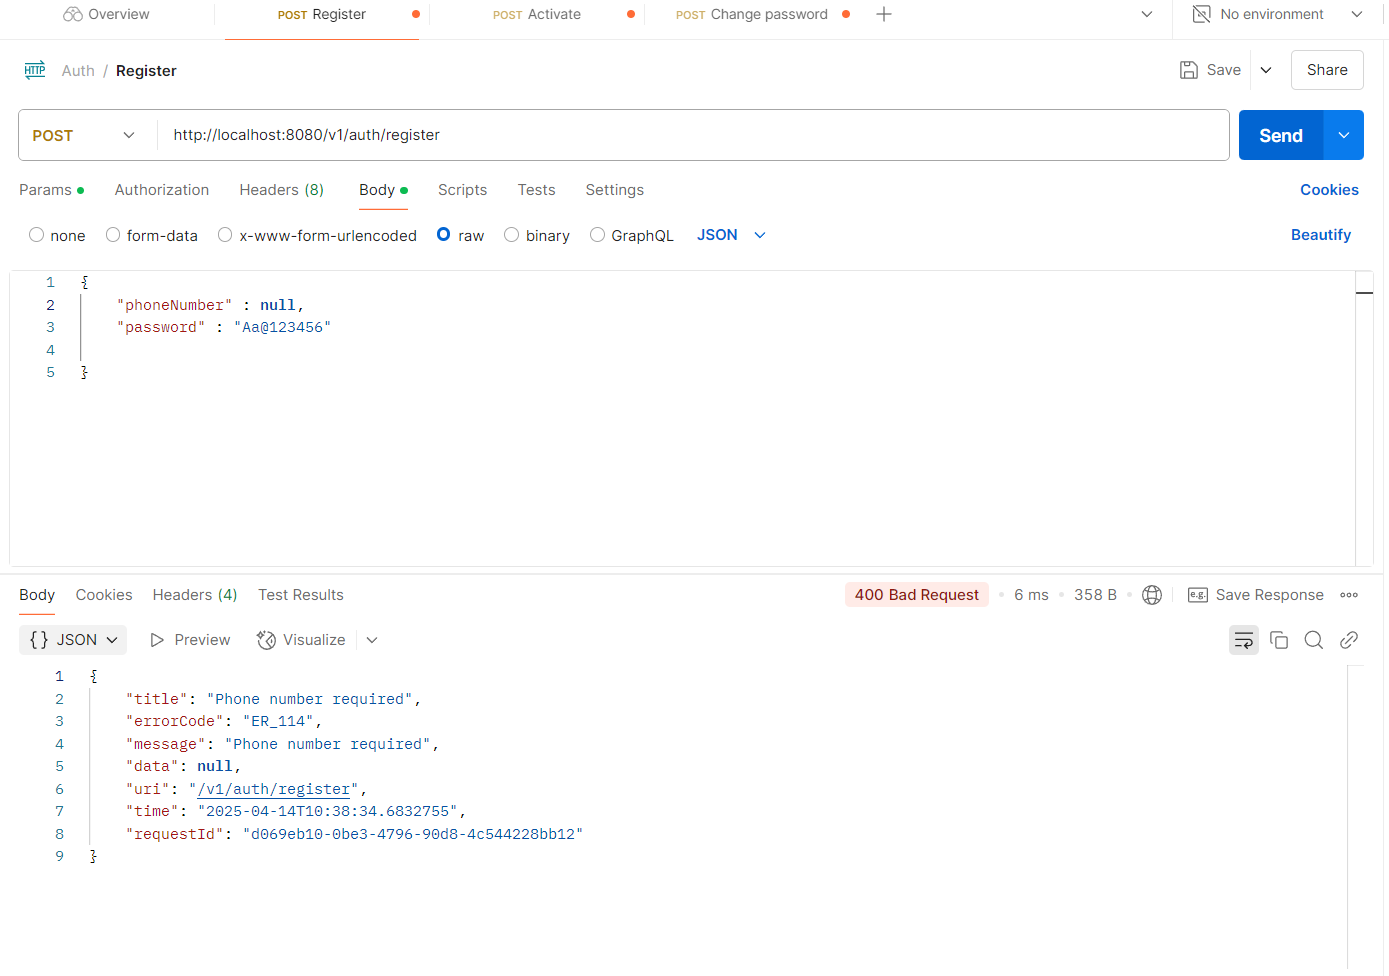 Overview POST Register POST Activate POST Change password No environment
HTTP Auth / Register Save Share
POST http://localhost:8080/v1/auth/register Send
Params Authorization Headers (8) Body Scripts Tests Settings Cookies
none form-data x-www-form-urlencoded raw binary GraphQL JSON Beautify
1 {
2 "phoneNumber" : null,
3 "password" : "Aa@123456"
4
5 }
Body Cookies Headers (4) Test Results 400 Bad Request 6 ms 358 B e.g. Save Response
{} JSON Preview Visualize
1 {
2 "title": "Phone number required",
3 "errorCode": "ER_114",
4 "message": "Phone number required",
5 "data": null,
6 "uri": "/v1/auth/register",
7 "time": "2025-04-14T10:38:34.6832755",
8 "requestId": "d069eb10-0be3-4796-90d8-4c544228bb12"
9 }